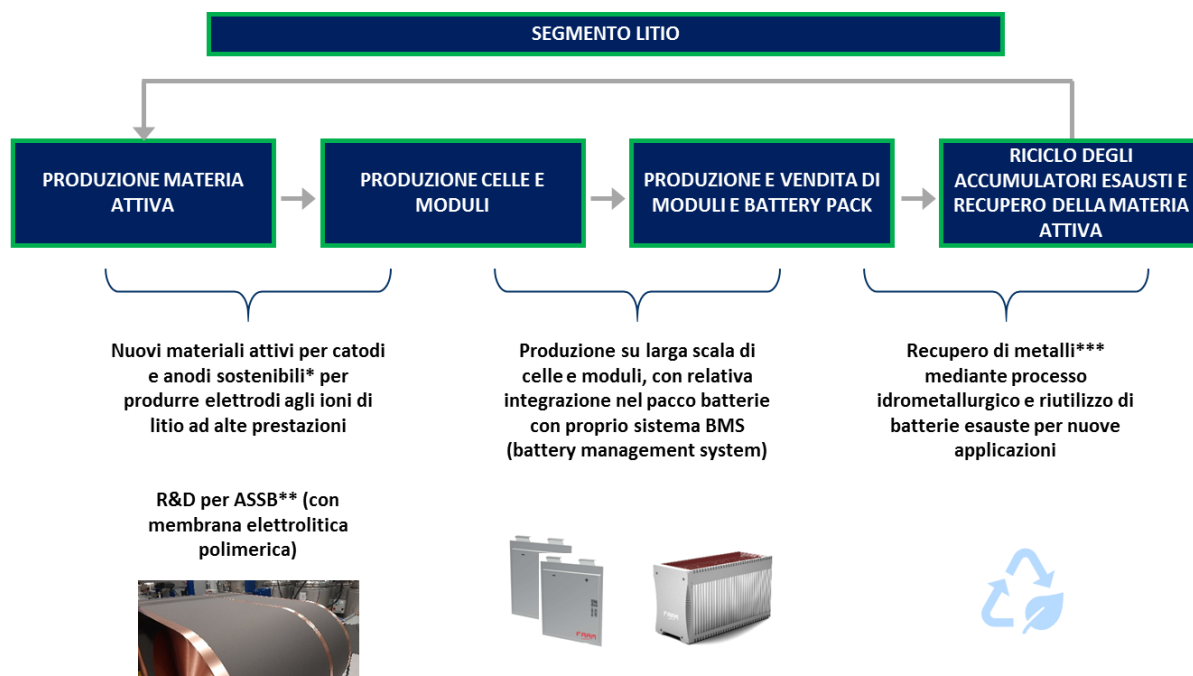 SEGMENTO LITIO
PRODUZIONE MATERIA
ATTIVA
PRODUZIONE CELLE E
MODULI
PRODUZIONE E VENDITA DI
MODULI E BATTERY PACK
RICICLO DEGLI
ACCUMULATORI ESAUSTI E
RECUPERO DELLA MATERIA
ATTIVA
Nuovi materiali attivi per catodi
e anodi sostenibili* per
produrre elettrodi agli ioni di
litio ad alte prestazioni
R&D per ASSB** (con
membrana elettrolitica
polimerica)
Produzione su larga scala di
celle e moduli, con relativa
integrazione nel pacco batterie
con proprio sistema BMS
(battery management system)
Recupero di metalli***
mediante processo
idrometallurgico e riutilizzo di
batterie esauste per nuove
applicazioni